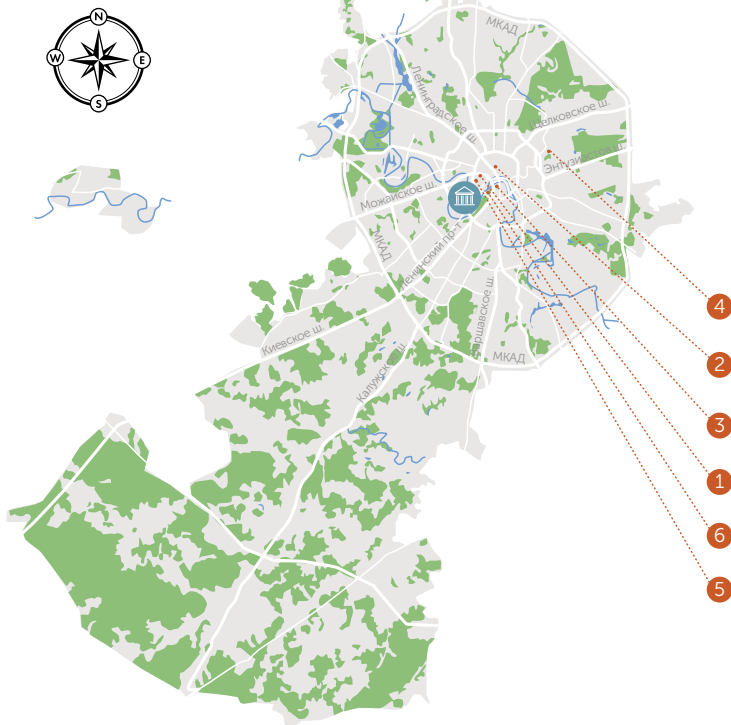 N
W
E
S
МКАД
Ленинградское ш.
Щелковское ш.
Энтузиастов ш.
Можайское ш.
МКАД
Ленинский пр-т
Варшавское ш.
Киевское ш.
Калужское ш.
МКАД
4
2
3
1
6
5